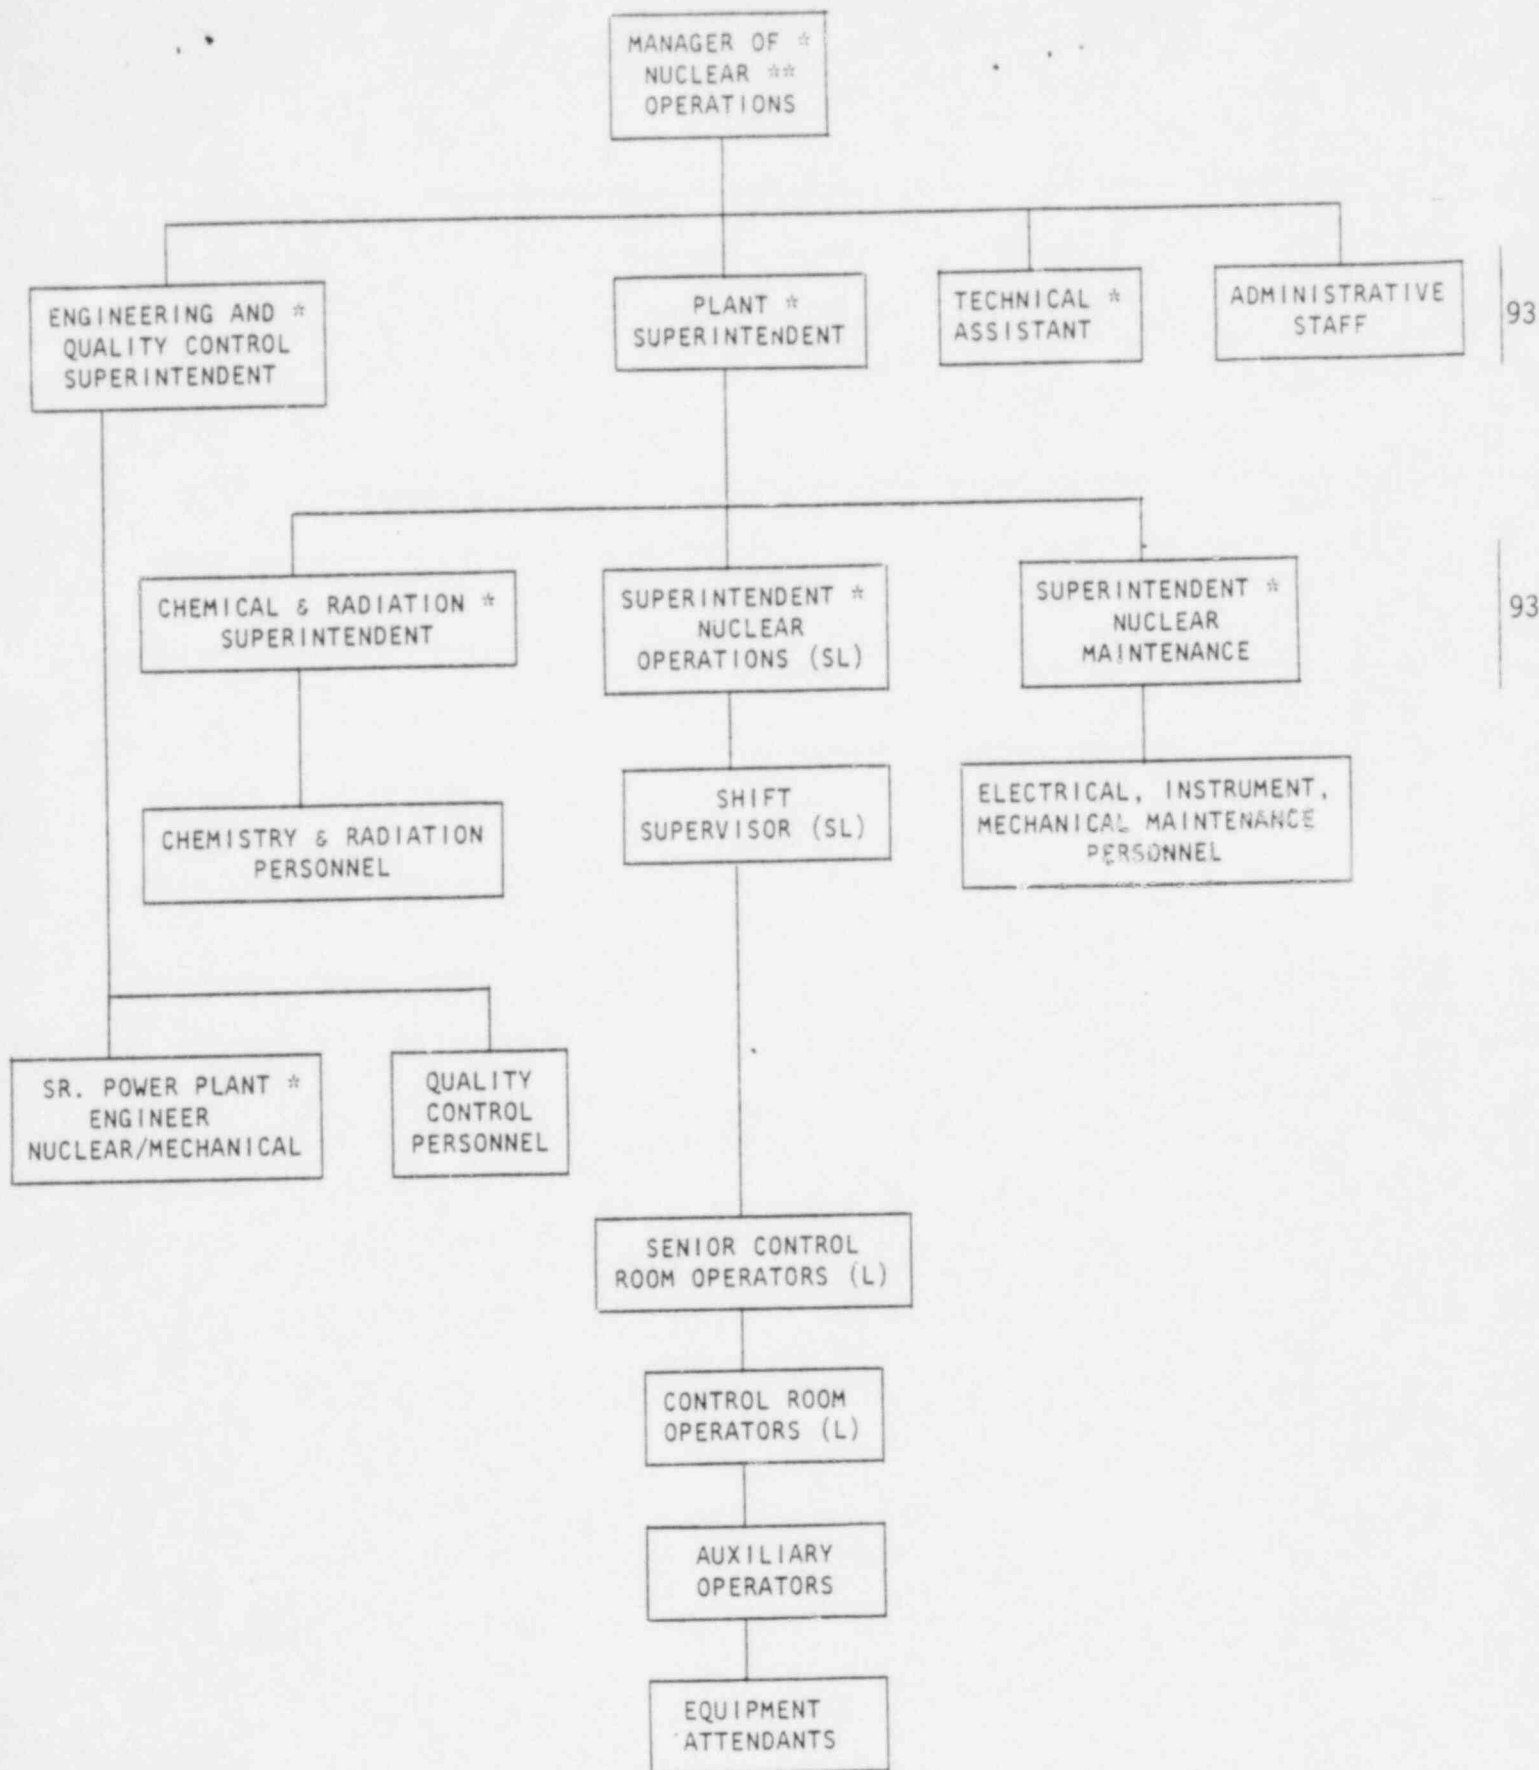 MANAGER OF *
NUCLEAR **
OPERATIONS
ENGINEERING AND *
QUALITY CONTROL
SUPERINTENDENT
PLANT *
SUPERINTENDENT
TECHNICAL *
ASSISTANT
ADMINISTRATIVE
STAFF
93
CHEMICAL & RADIATION *
SUPERINTENDENT
SUPERINTENDENT *
NUCLEAR
OPERATIONS (SL)
SUPERINTENDENT *
NUCLEAR
MAINTENANCE
93
CHEMISTRY & RADIATION
PERSONNEL
SHIFT
SUPERVISOR (SL)
ELECTRICAL, INSTRUMENT,
MECHANICAL MAINTENANCE
PERSONNEL
SR. POWER PLANT *
ENGINEER
NUCLEAR/MECHANICAL
QUALITY
CONTROL
PERSONNEL
SENIOR CONTROL
ROOM OPERATORS (L)
CONTROL ROOM
OPERATORS (L)
AUXILIARY
OPERATORS
EQUIPMENT
ATTENDANTS